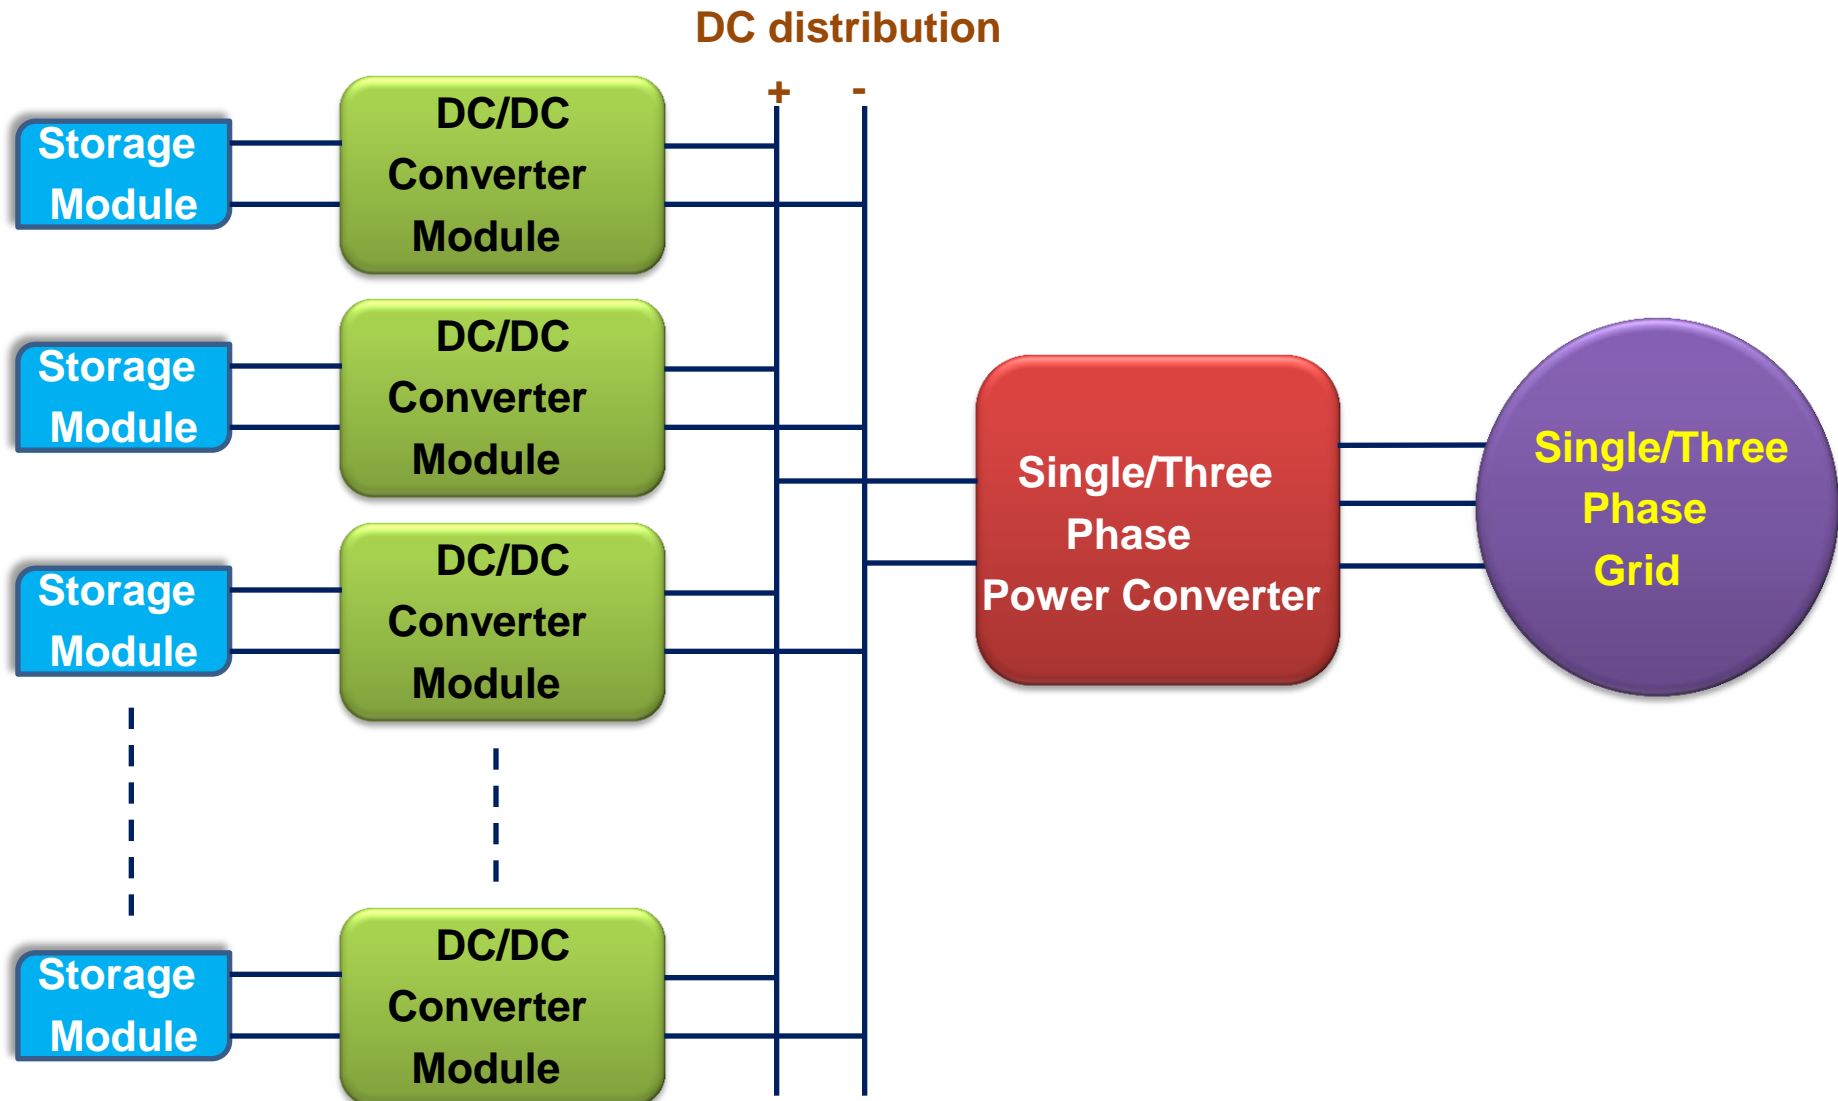 DC distribution
+ -
Storage
Module
DC/DC
Converter
Module
Storage
Module
DC/DC
Converter
Module
Storage
Module
DC/DC
Converter
Module
Storage
Module
DC/DC
Converter
Module
Single/Three
Phase
Power Converter
Single/Three
Phase
Grid